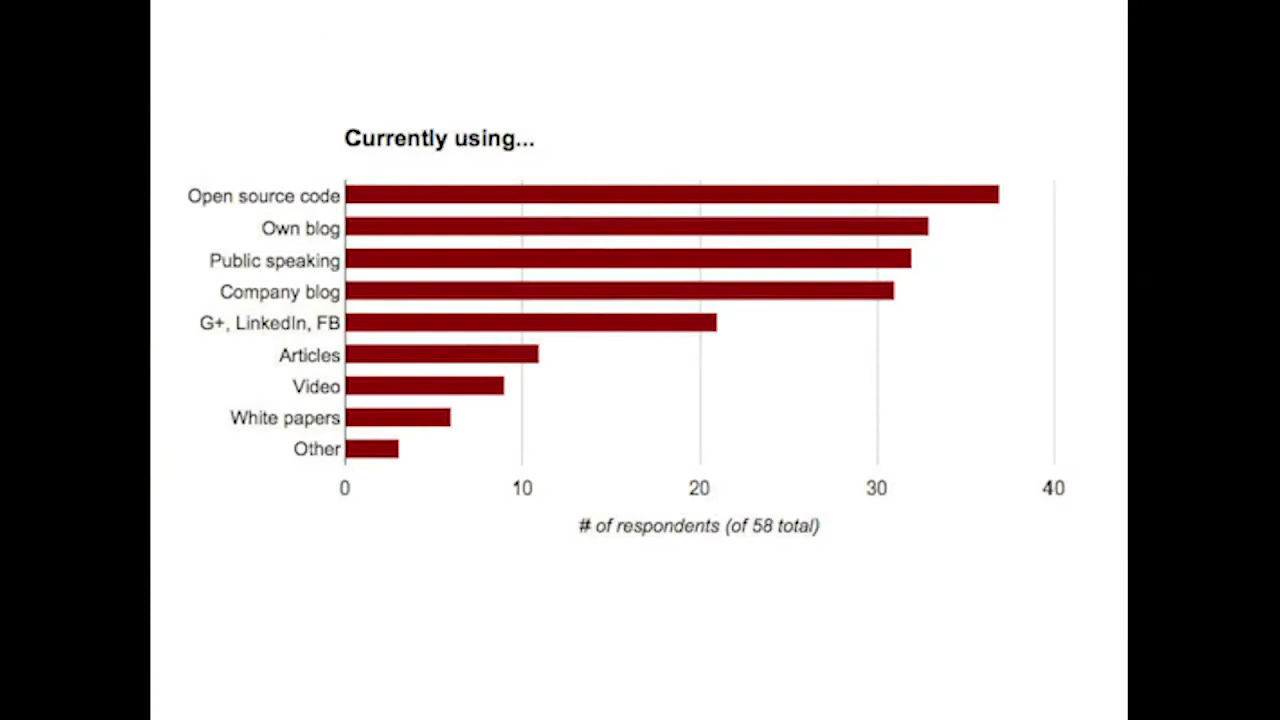 Currently using...
Open source code
Own blog
Public speaking
Company blog
G+, LinkedIn, FB
Articles
Video
White papers
Other
0 10 20 30 40
# of respondents (of 58 total)